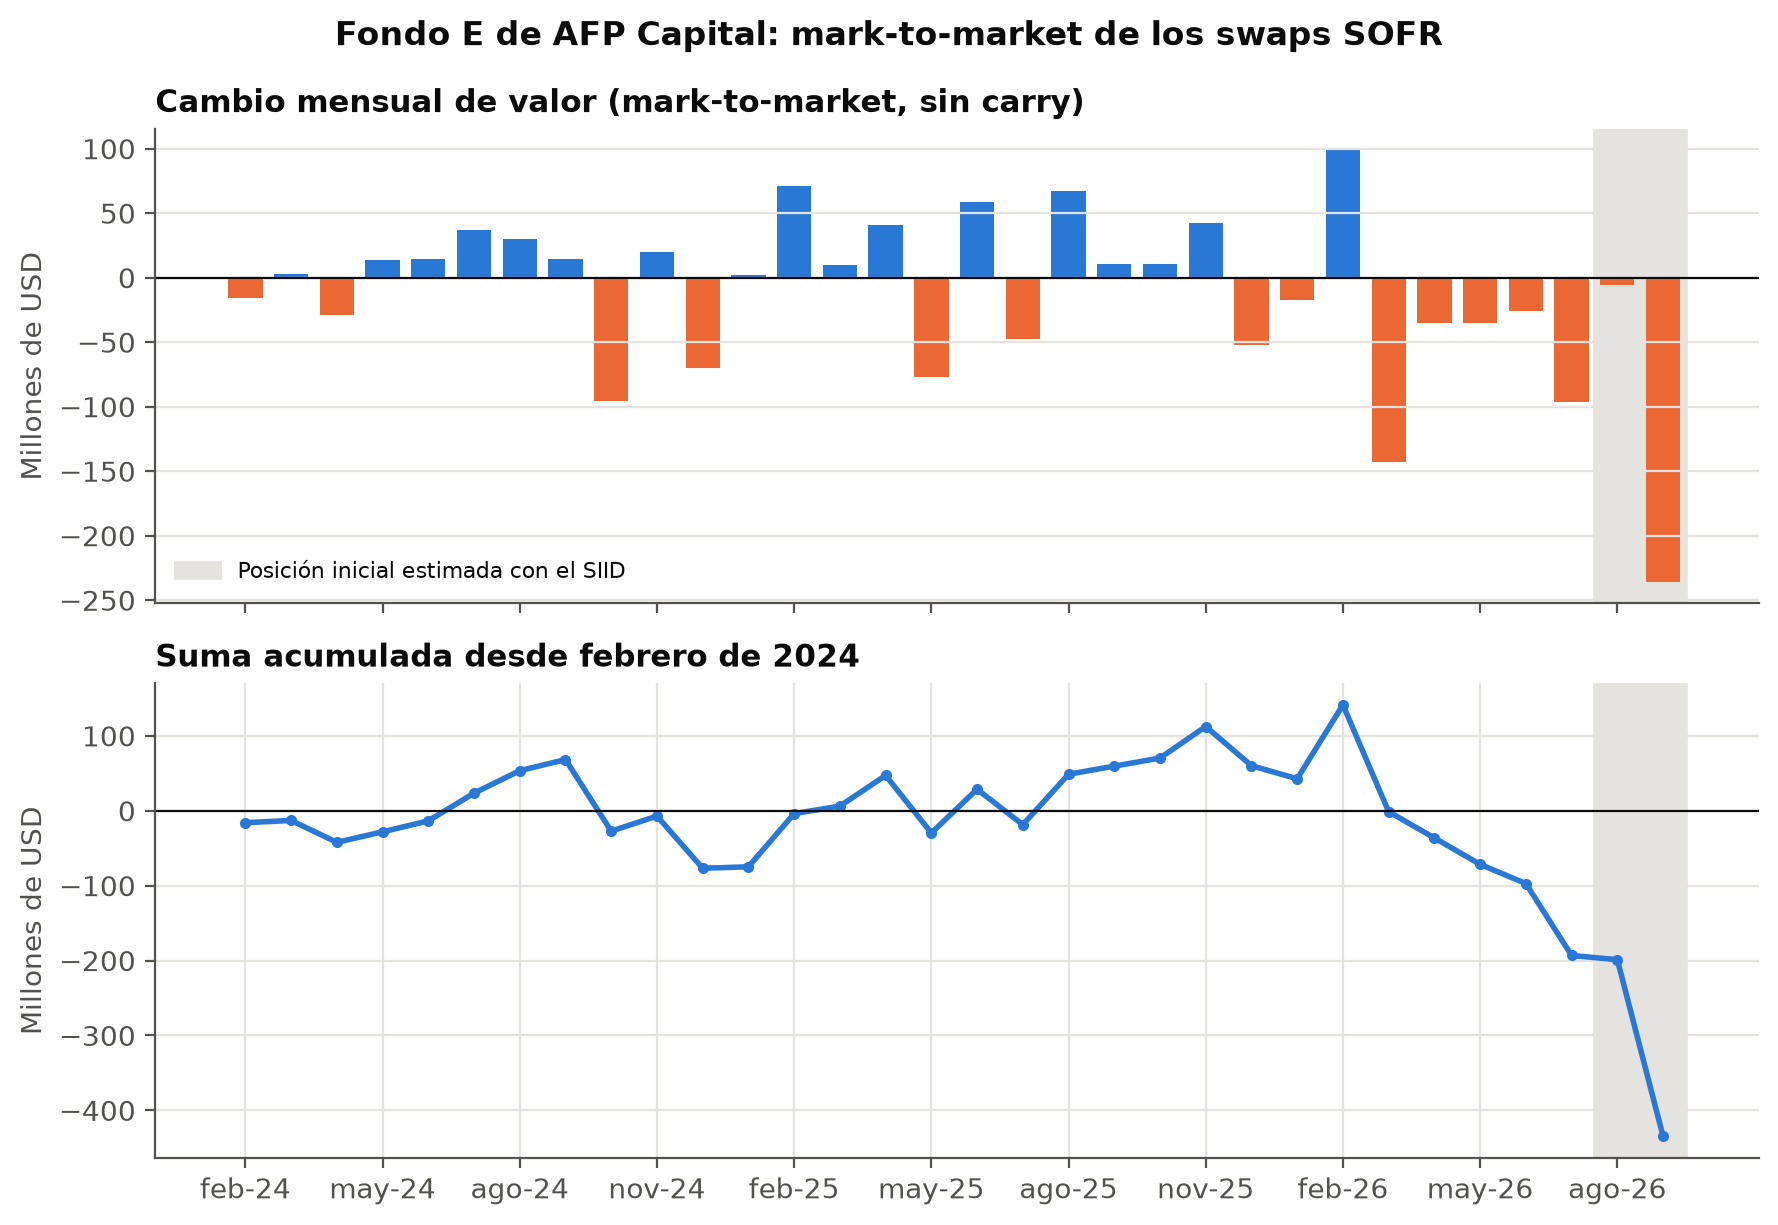 Fondo E de AFP Capital: mark-to-market de los swaps SOFR
Cambio mensual de valor (mark-to-market, sin carry)
Millones de USD
100
50
0
−50
−100
−150
−200
−250
Posición inicial estimada con el SIID
Suma acumulada desde febrero de 2024
Millones de USD
100
0
−100
−200
−300
−400
feb-24 may-24 ago-24 nov-24 feb-25 may-25 ago-25 nov-25 feb-26 may-26 ago-26